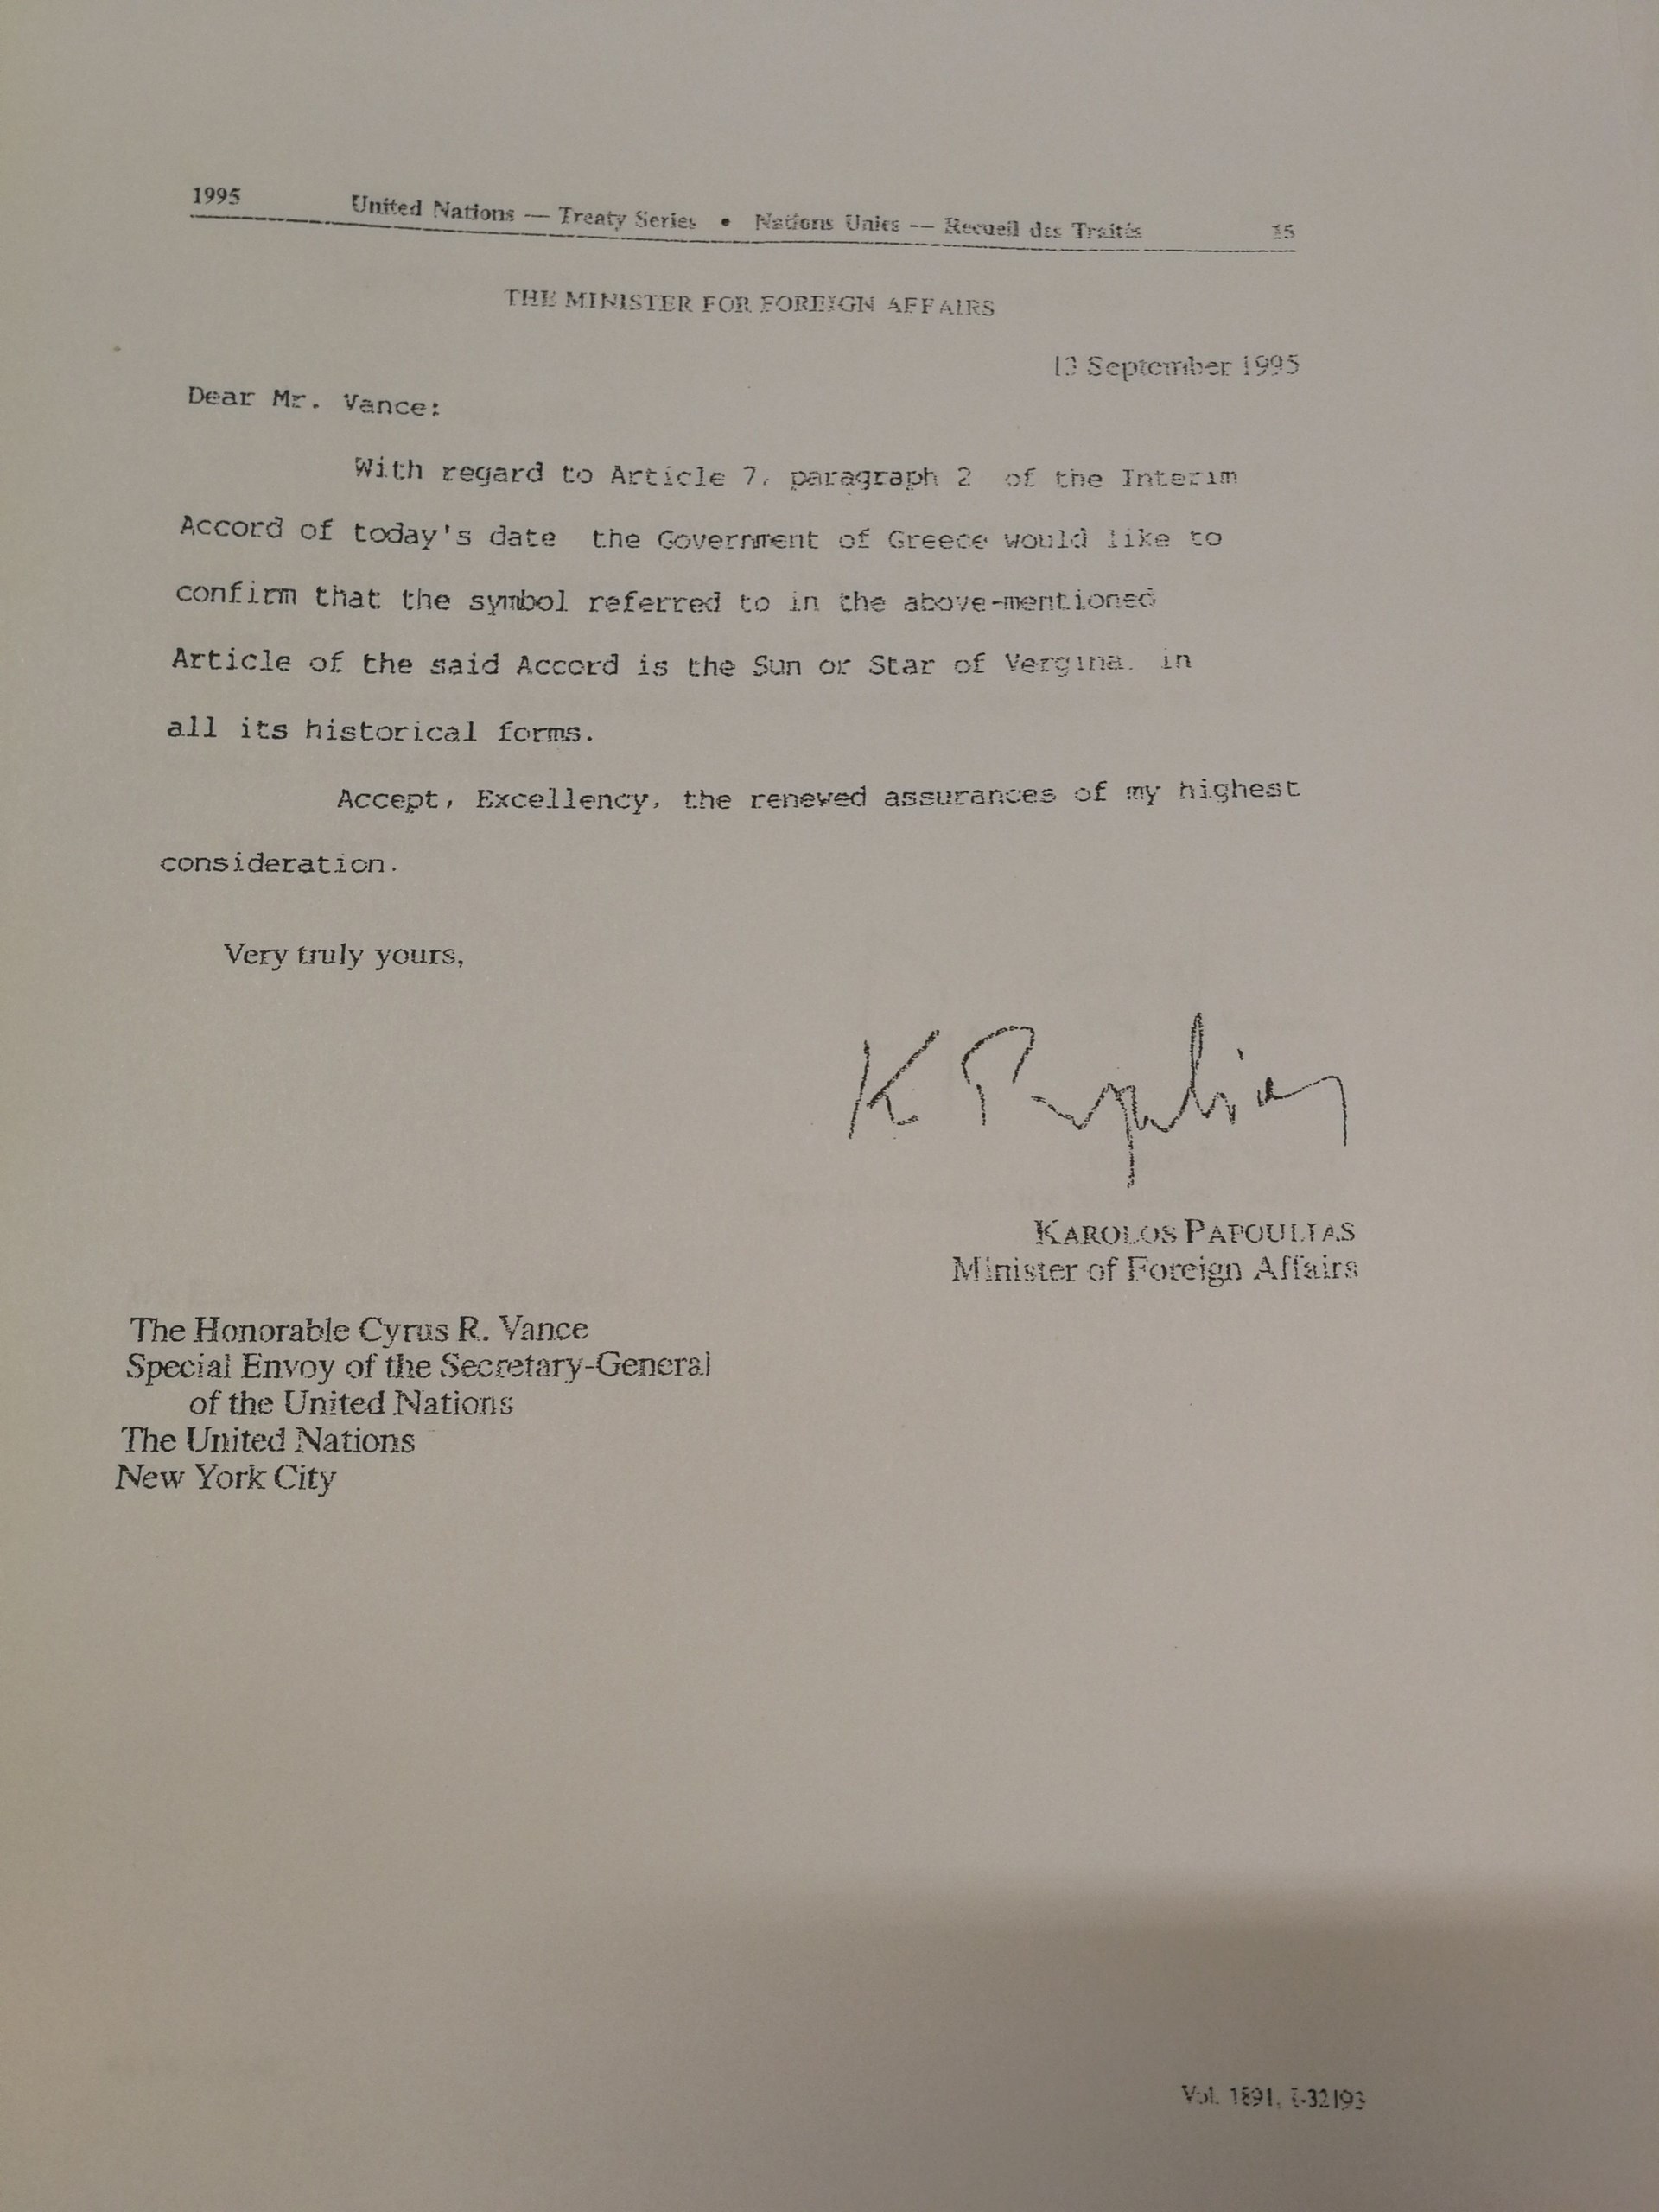 1995 United Nations — Treaty Series • Nations Unies — Recueil des Traités 15
THE MINISTER FOR FOREIGN AFFAIRS
13 September 1995
Dear Mr. Vance:
With regard to Article 7, paragraph 2 of the Interim
Accord of today's date the Government of Greece would like to
confirm that the symbol referred to in the above-mentioned
Article of the said Accord is the Sun or Star of Vergina, in
all its historical forms.
Accept, Excellency, the renewed assurances of my highest
consideration.
Very truly yours,
K Papoulias
KAROLOS PAPOULIAS
Minister of Foreign Affairs
The Honorable Cyrus R. Vance
Special Envoy of the Secretary-General
of the United Nations
The United Nations
New York City
Vol. 1891, I-32193